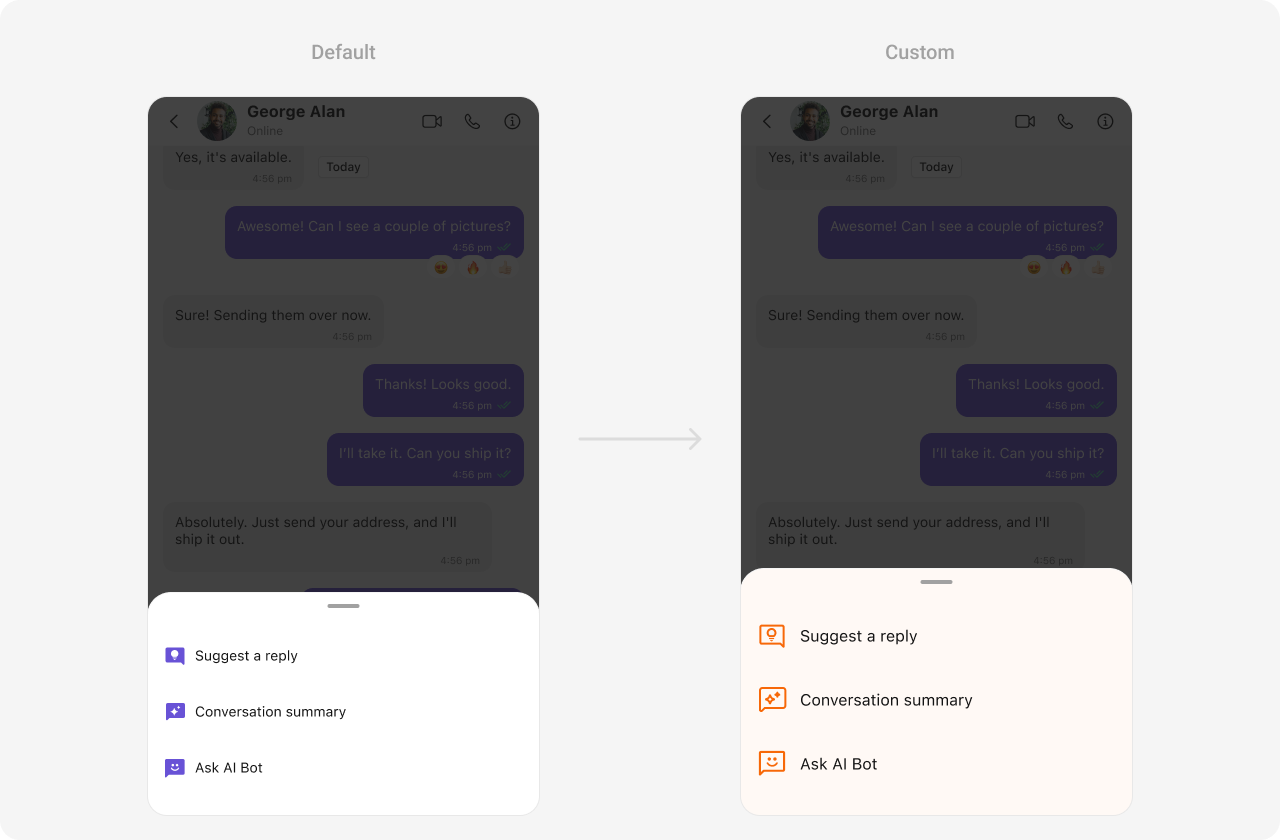 Default
George Alan
Online
Yes, it's available.
4:56 pm
Today
Awesome! Can I see a couple of pictures?
4:56 pm
Sure! Sending them over now.
4:56 pm
Thanks! Looks good.
4:56 pm
I'll take it. Can you ship it?
4:56 pm
Absolutely. Just send your address, and I'll
ship it out.
4:56 pm
Suggest a reply
Conversation summary
Ask AI Bot
Custom
George Alan
Online
Yes, it's available.
4:56 pm
Today
Awesome! Can I see a couple of pictures?
4:56 pm
Sure! Sending them over now.
4:56 pm
Thanks! Looks good.
4:56 pm
I'll take it. Can you ship it?
4:56 pm
Absolutely. Just send your address, and I'll
ship it out.
4:56 pm
Suggest a reply
Conversation summary
Ask AI Bot